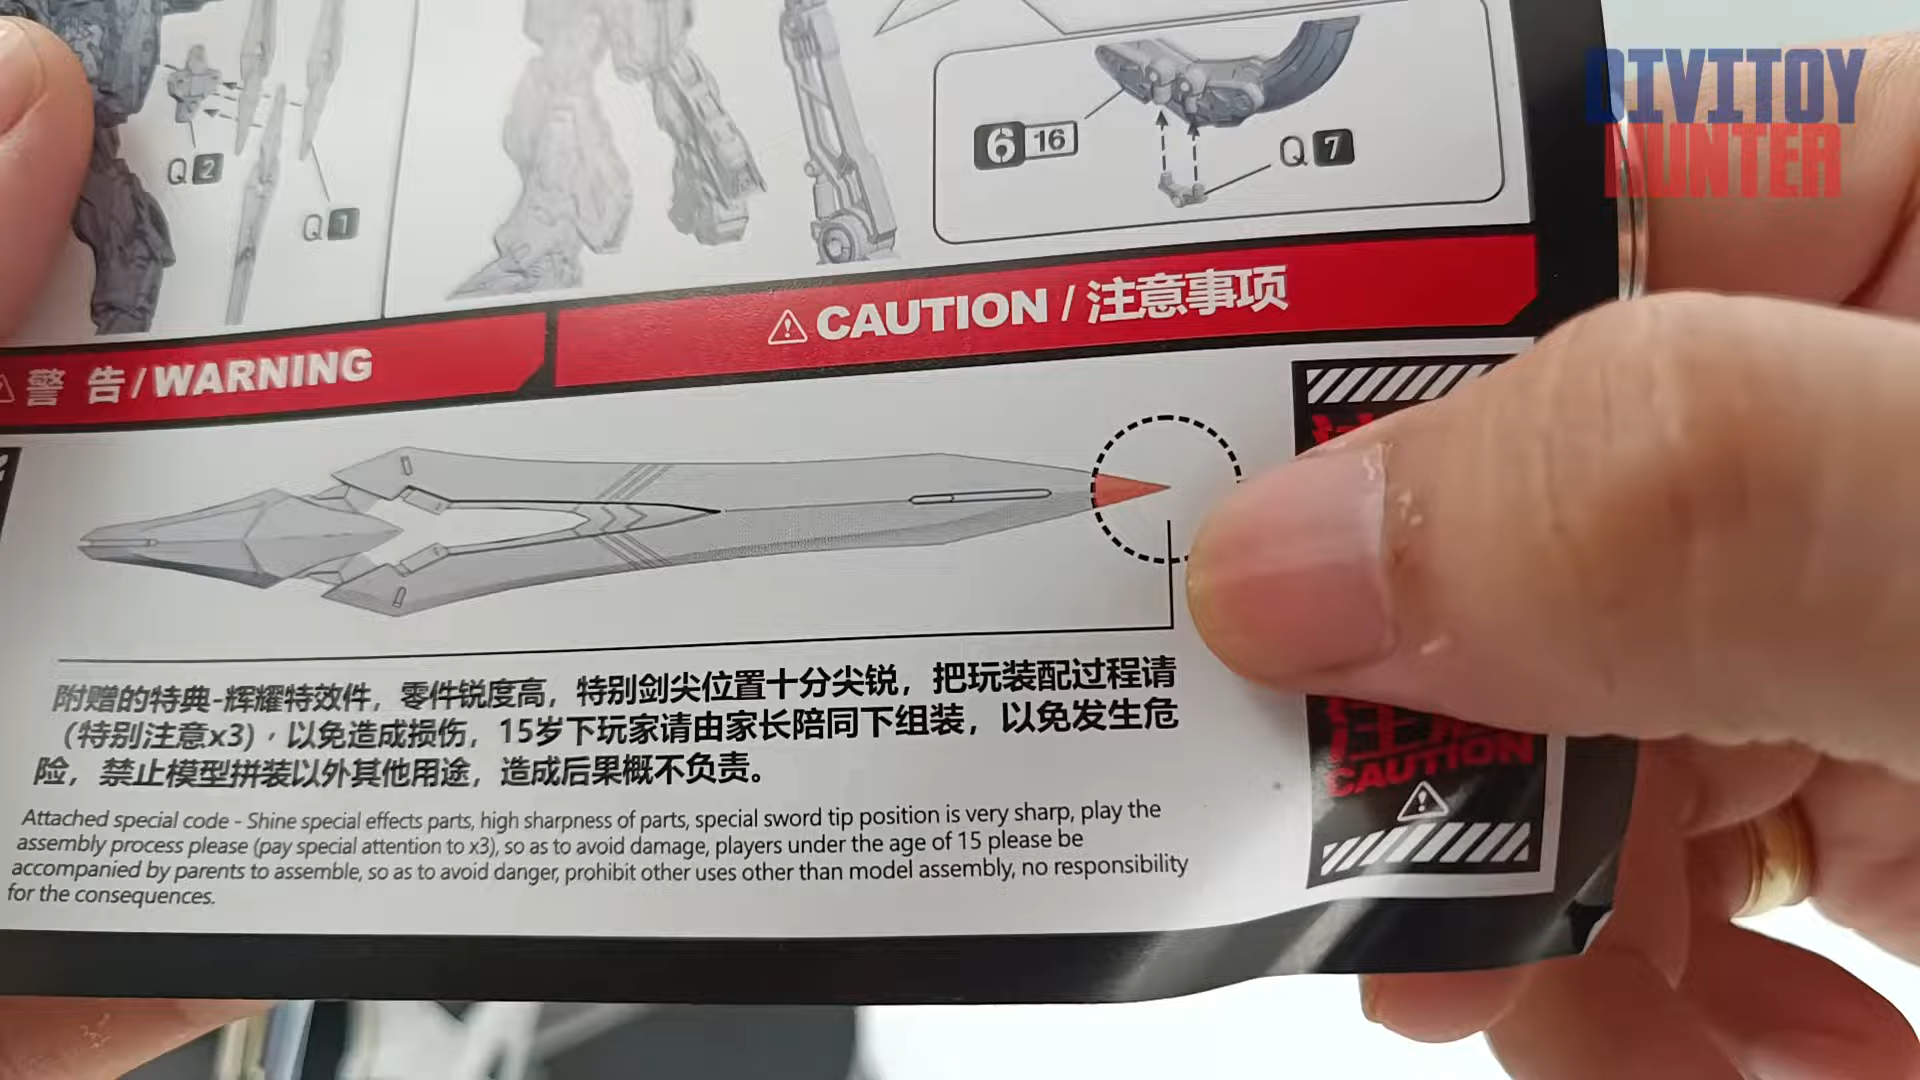 QIVITOY
HUNTER
6 16
Q 7
Q 2
Q 1
CAUTION / 注意事项
警 告/WARNING
附赠的特典-辉耀特效件，零件锐度高，特别剑尖位置十分尖锐，把玩装配过程请
（特别注意x3)，以免造成损伤，15岁下玩家请由家长陪同下组装，以免发生危
险，禁止模型拼装以外其他用途，造成后果概不负责。
Attached special code - Shine special effects parts, high sharpness of parts, special sword tip position is very sharp, play the
assembly process please (pay special attention to x3), so as to avoid damage, players under the age of 15 please be
accompanied by parents to assemble, so as to avoid danger, prohibit other uses other than model assembly, no responsibility
for the consequences.
CAUTION